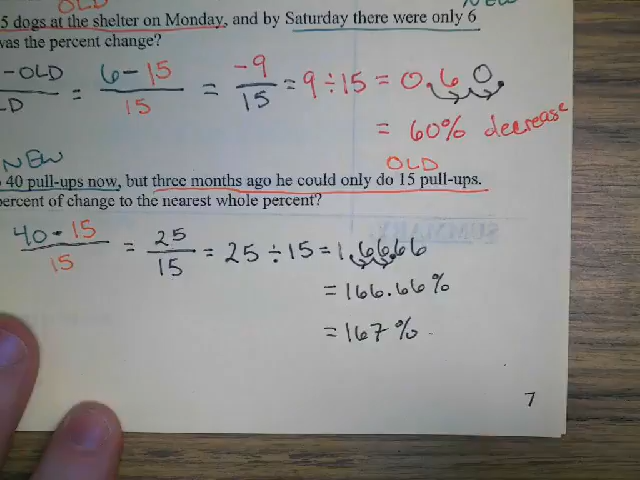 OLD
NEW
5 dogs at the shelter on Monday, and by Saturday there were only 6
was the percent change?
-OLD = 6-15 = -9 = 9÷15 = 0.60.
LD 15 15
= 60% decrease
NEW
OLD
40 pull-ups now, but three months ago he could only do 15 pull-ups.
percent of change to the nearest whole percent?
40-15 = 25 = 25÷15 = 1.6666
15 15
= 166.66%
= 167%
7
SUMMARY